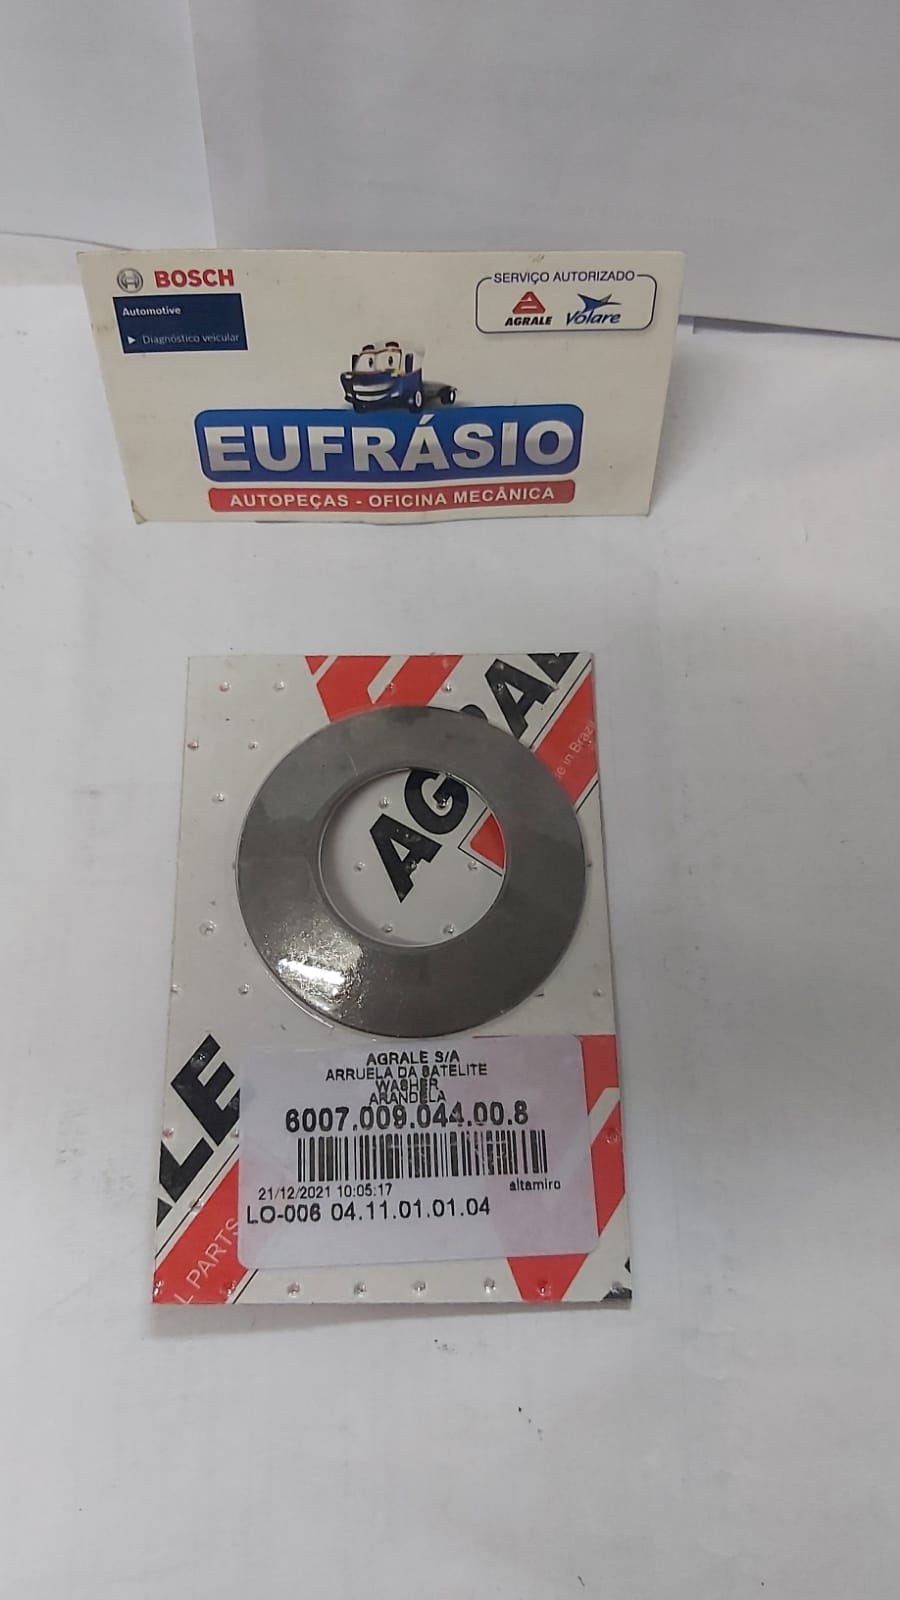 BOSCH
Automotive
▶ Diagnóstico veicular
SERVIÇO AUTORIZADO
AGRALE Volare
EUFRÁSIO
AUTOPEÇAS - OFICINA MECÂNICA
AGRALE S/A
ARRUELA DA SATELITE
WASHER
ARANDELA
6007.009.044.00.8
21/12/2021 10:05:17 altamiro
LO-006 04.11.01.01.04